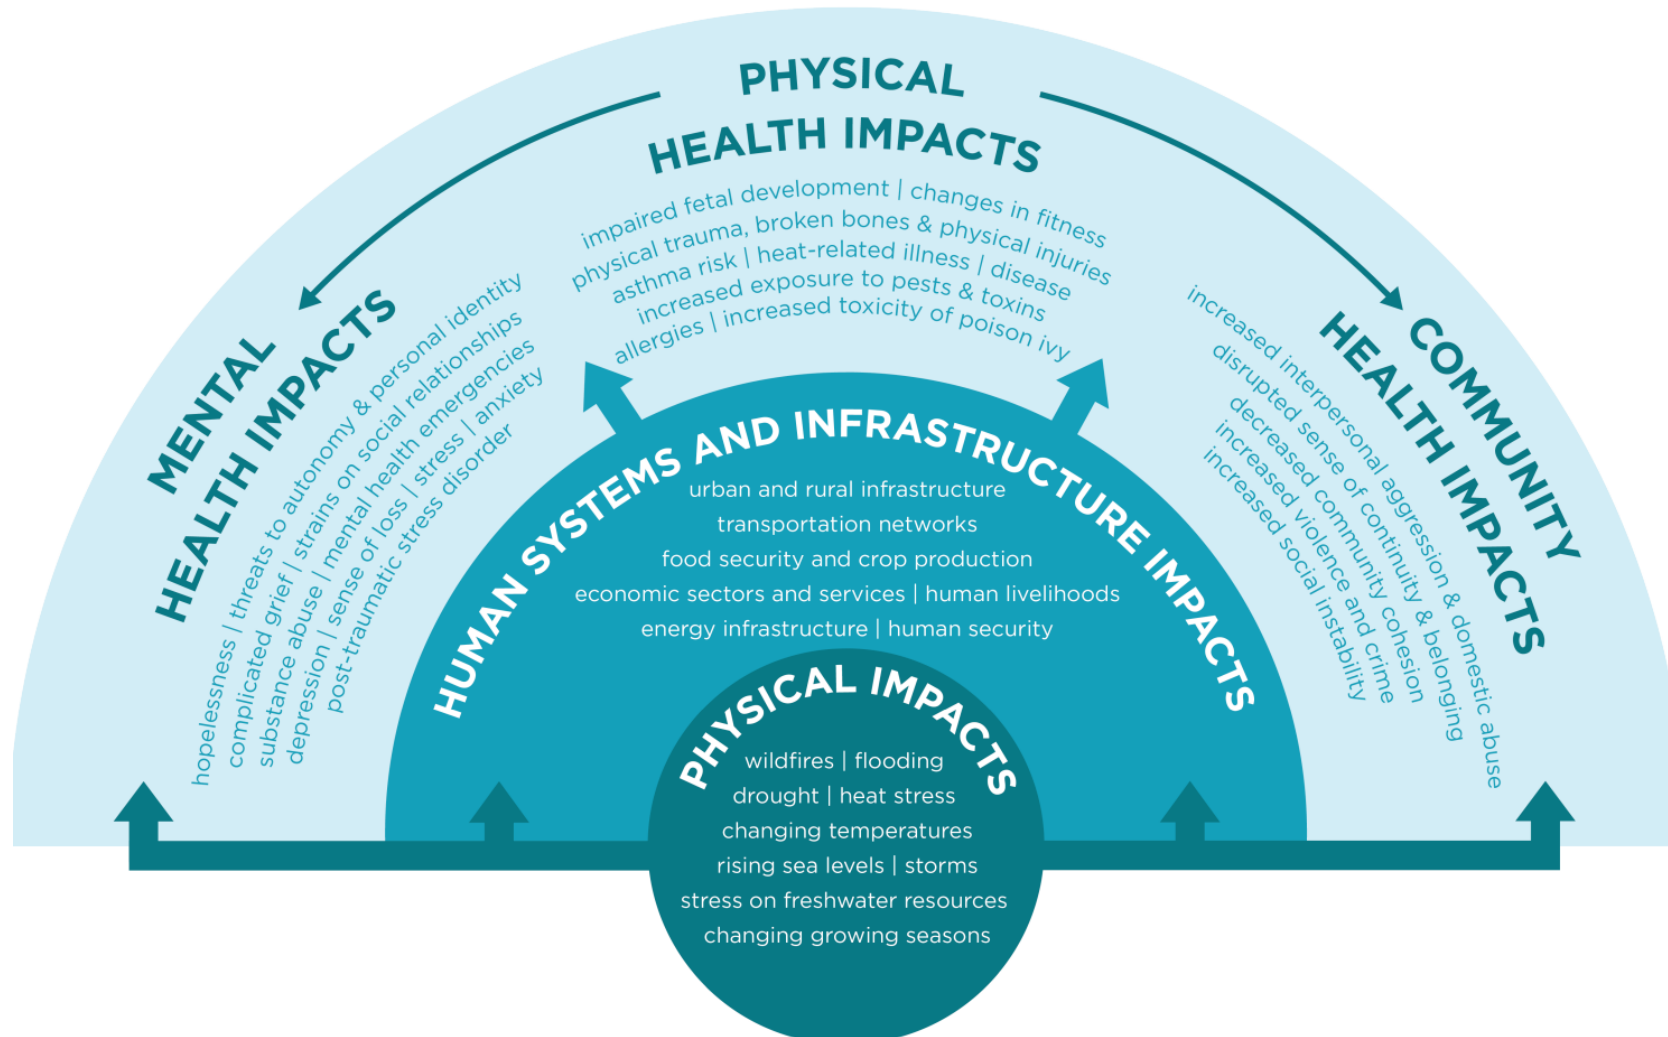 PHYSICAL
HEALTH IMPACTS
impaired fetal development | changes in fitness
physical trauma, broken bones & physical injuries
asthma risk | heat-related illness | disease
increased exposure to pests & toxins
allergies | increased toxicity of poison ivy
MENTAL
HEALTH IMPACTS
hopelessness | threats to autonomy & personal identity
complicated grief | strains on social relationships
substance abuse | mental health emergencies
depression | sense of loss | stress | anxiety
post-traumatic stress disorder
COMMUNITY
HEALTH IMPACTS
increased interpersonal aggression & domestic abuse
disrupted sense of continuity & belonging
decreased community cohesion
increased violence and crime
increased social instability
HUMAN SYSTEMS AND INFRASTRUCTURE IMPACTS
urban and rural infrastructure
transportation networks
food security and crop production
economic sectors and services | human livelihoods
energy infrastructure | human security
PHYSICAL IMPACTS
wildfires | flooding
drought | heat stress
changing temperatures
rising sea levels | storms
stress on freshwater resources
changing growing seasons